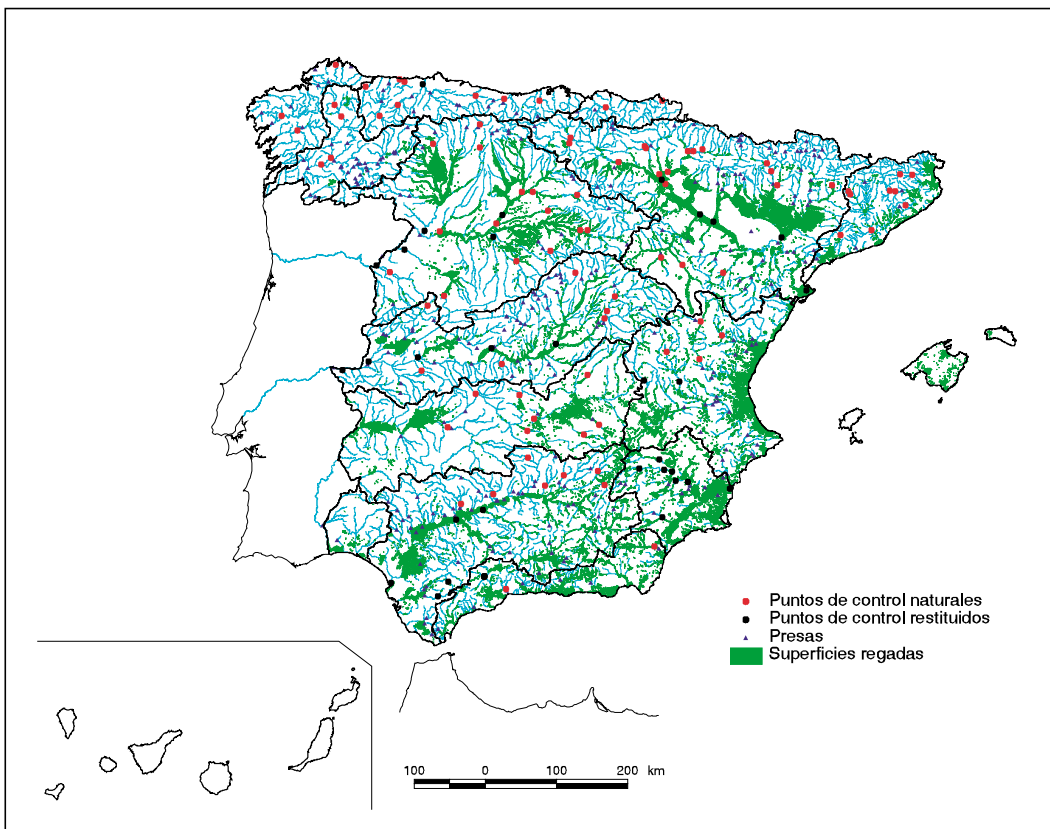 Puntos de control naturales
Puntos de control restituidos
Presas
Superficies regadas
100 0 100 200 km